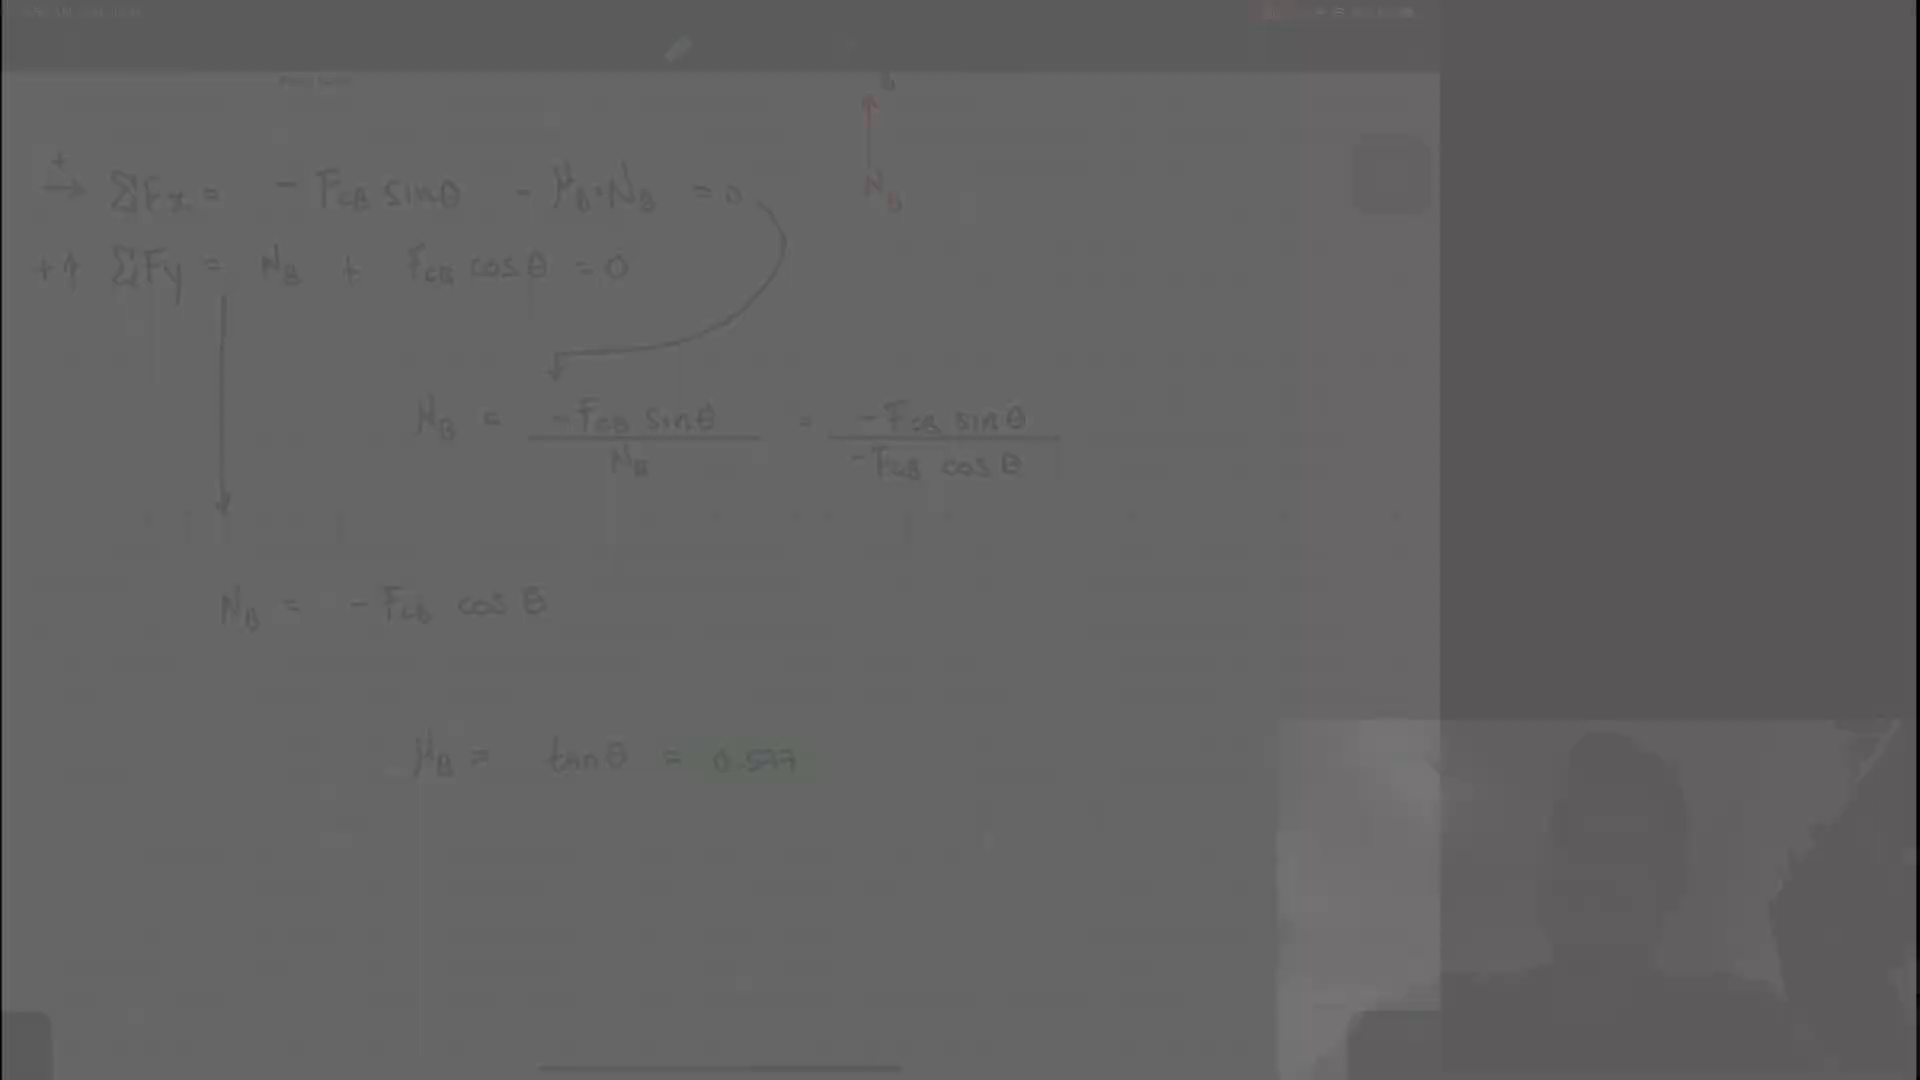 B
+
→ ΣFx = - F_CB sinθ - μ_B·N_B = 0
N_B
+↑ ΣFy = N_B + F_CB cosθ = 0
μ_B = -F_CB sinθ / N_B = -F_CB sinθ / -F_CB cosθ
N_B = - F_CB cos θ
μ_B = tanθ = 0.577